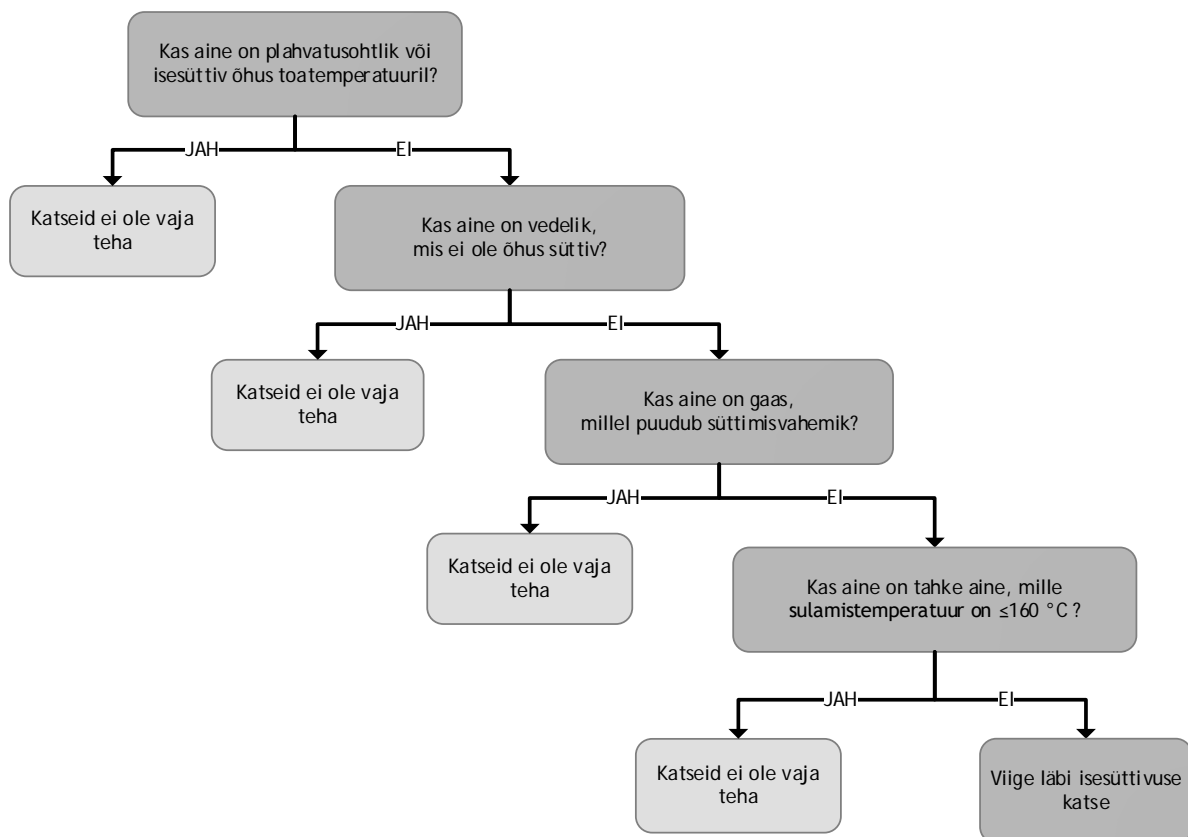 Kas aine on plahvatusohtlik või
isesüttiv õhus toatemperatuuril?
JAH
EI
Katseid ei ole vaja
teha
Kas aine on vedelik,
mis ei ole õhus süttiv?
JAH
EI
Katseid ei ole vaja
teha
Kas aine on gaas,
millel puudub süttimisvahemik?
JAH
EI
Katseid ei ole vaja
teha
Kas aine on tahke aine, mille
sulamistemperatuur on ≤160 °C?
JAH
EI
Katseid ei ole vaja
teha
Viige läbi isesüttivuse
katse